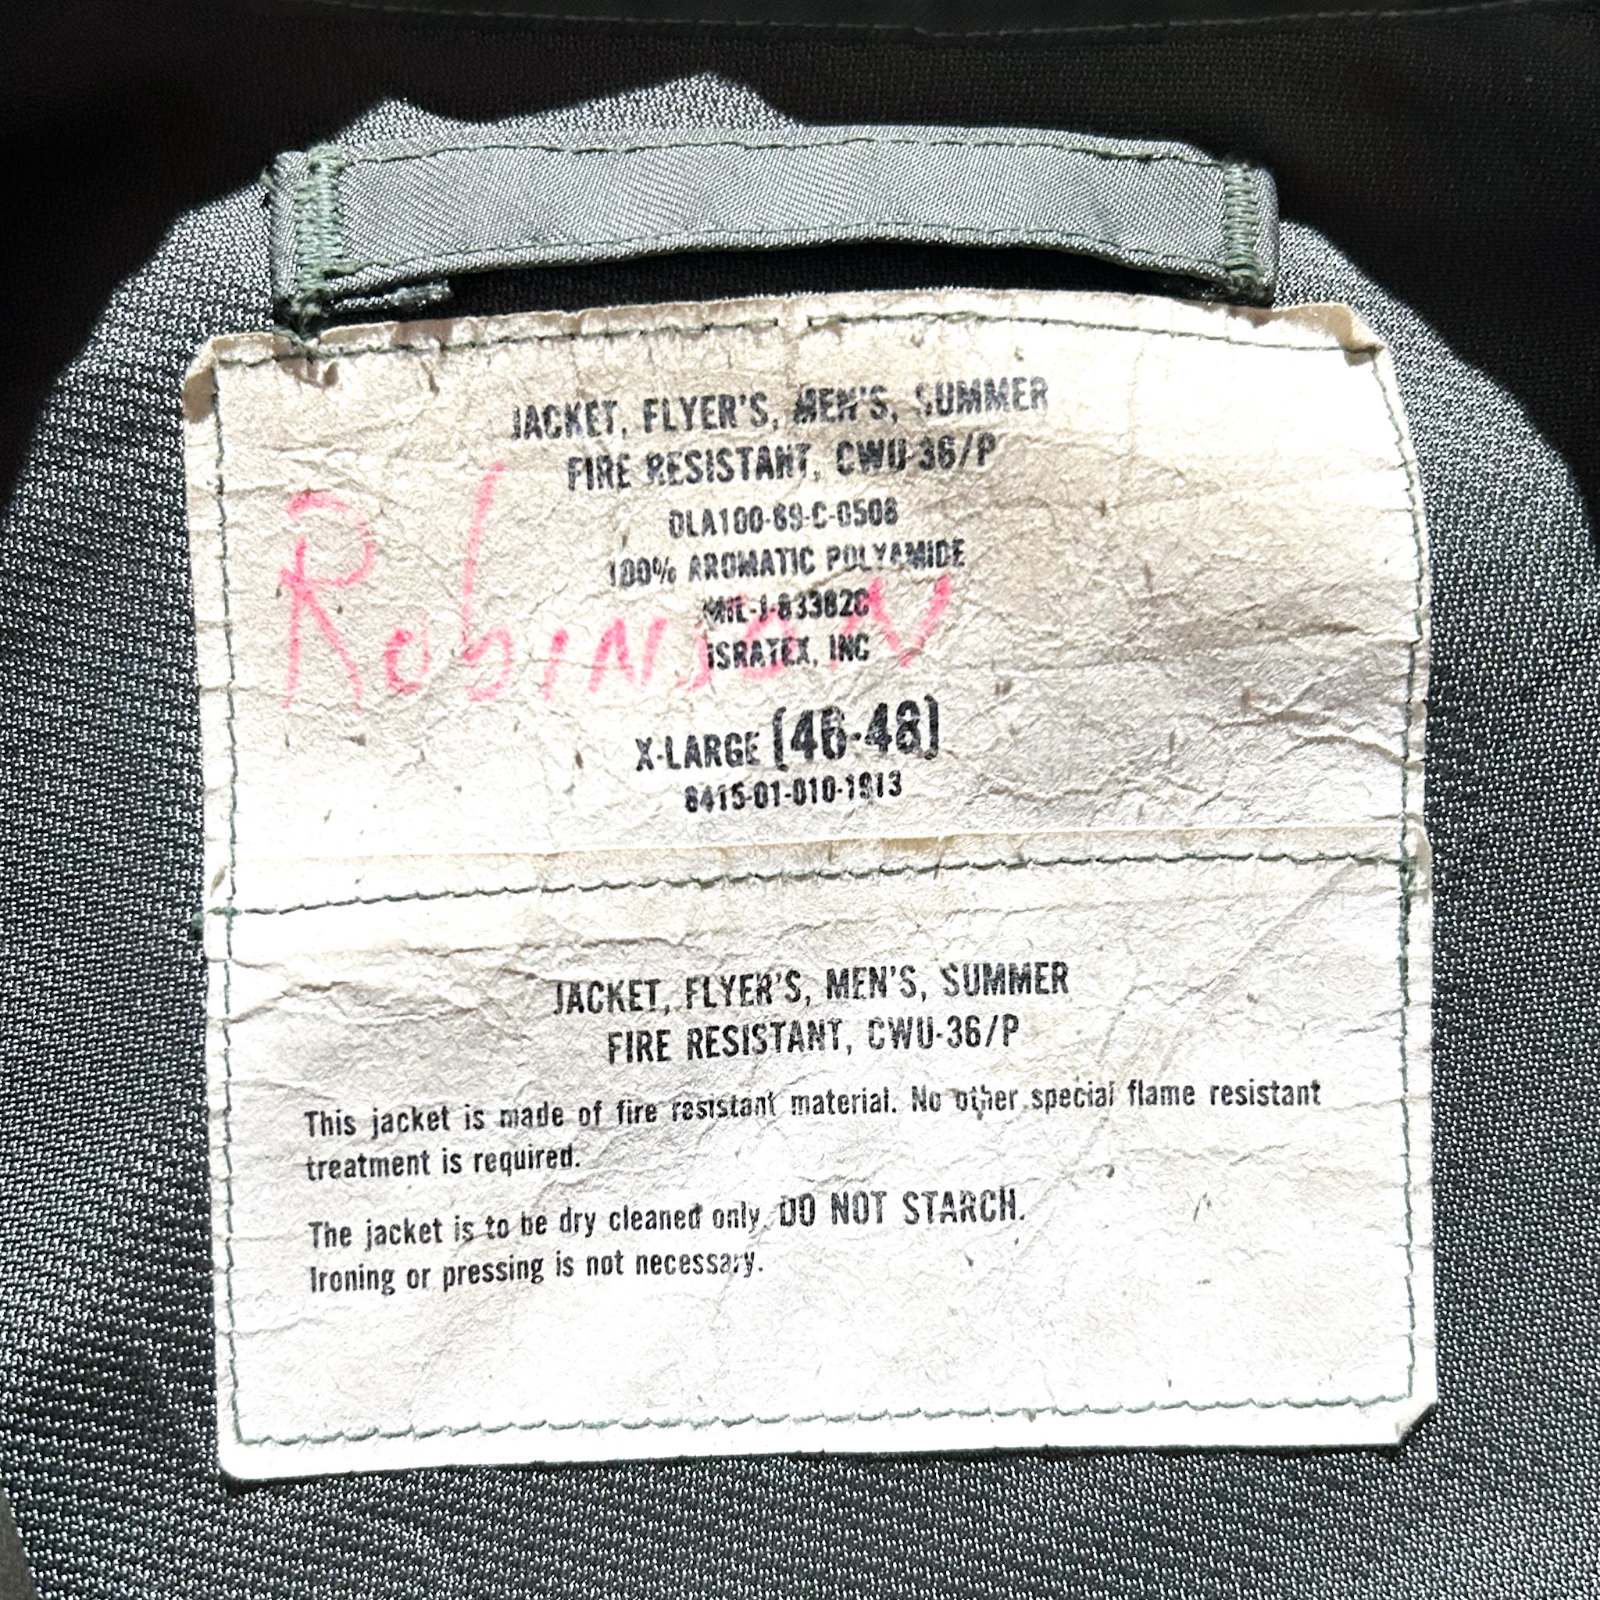 JACKET, FLYER'S, MEN'S, SUMMER
FIRE RESISTANT, CWU-36/P
DLA100-89-C-0508
100% AROMATIC POLYAMIDE
MIL-J-83382C
ISRATEX, INC
Robinson
X-LARGE (46-48)
8415-01-010-1913
JACKET, FLYER'S, MEN'S, SUMMER
FIRE RESISTANT, CWU-36/P
This jacket is made of fire resistant material. No other special flame resistant
treatment is required.
The jacket is to be dry cleaned only. DO NOT STARCH.
Ironing or pressing is not necessary.